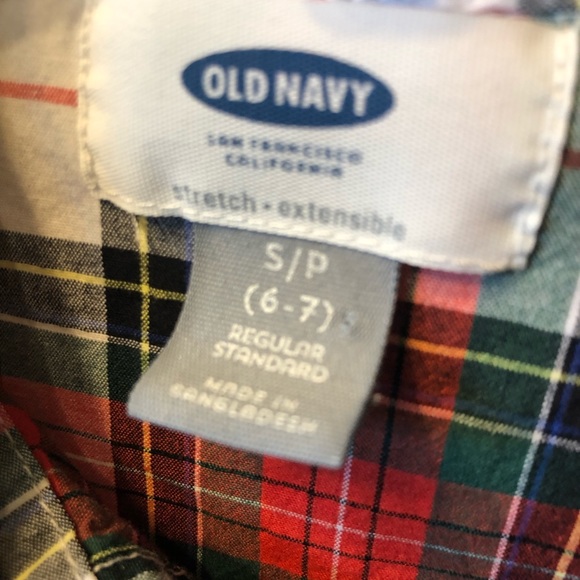 OLD NAVY
SAN FRANCISCO
CALIFORNIA
stretch • extensible
S/P
(6-7)
REGULAR
STANDARD
MADE IN
BANGLADESH